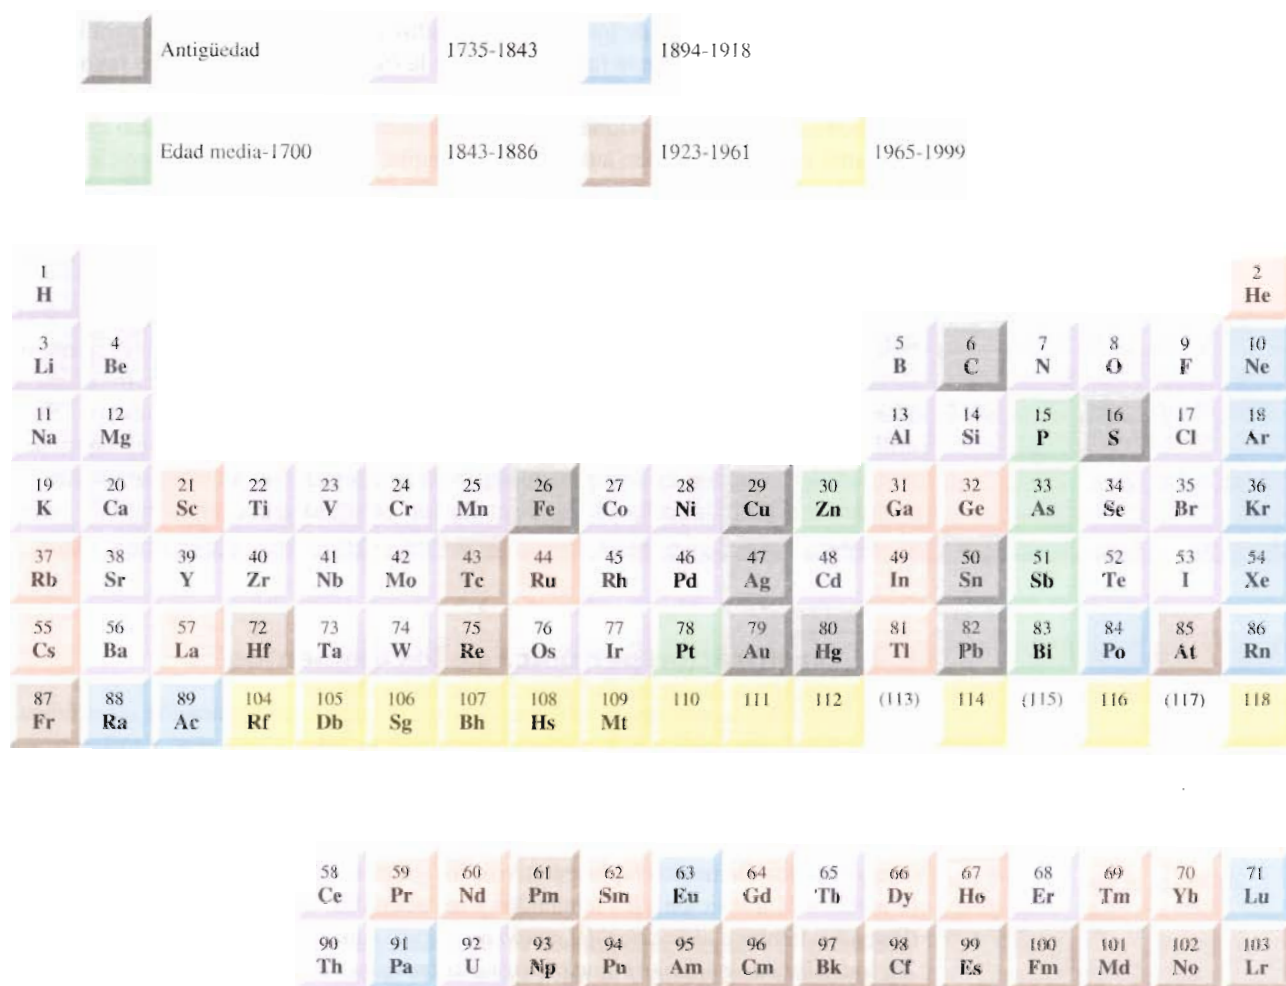 Antigüedad 1735-1843 1894-1918
Edad media-1700 1843-1886 1923-1961 1965-1999
1 2
H He
3 4 5 6 7 8 9 10
Li Be B C N O F Ne
11 12 13 14 15 16 17 18
Na Mg Al Si P S Cl Ar
19 20 21 22 23 24 25 26 27 28 29 30 31 32 33 34 35 36
K Ca Sc Ti V Cr Mn Fe Co Ni Cu Zn Ga Ge As Se Br Kr
37 38 39 40 41 42 43 44 45 46 47 48 49 50 51 52 53 54
Rb Sr Y Zr Nb Mo Tc Ru Rh Pd Ag Cd In Sn Sb Te I Xe
55 56 57 72 73 74 75 76 77 78 79 80 81 82 83 84 85 86
Cs Ba La Hf Ta W Re Os Ir Pt Au Hg Tl Pb Bi Po At Rn
87 88 89 104 105 106 107 108 109 110 111 112 (113) 114 (115) 116 (117) 118
Fr Ra Ac Rf Db Sg Bh Hs Mt
58 59 60 61 62 63 64 65 66 67 68 69 70 71
Ce Pr Nd Pm Sm Eu Gd Tb Dy Ho Er Tm Yb Lu
90 91 92 93 94 95 96 97 98 99 100 101 102 103
Th Pa U Np Pu Am Cm Bk Cf Es Fm Md No Lr